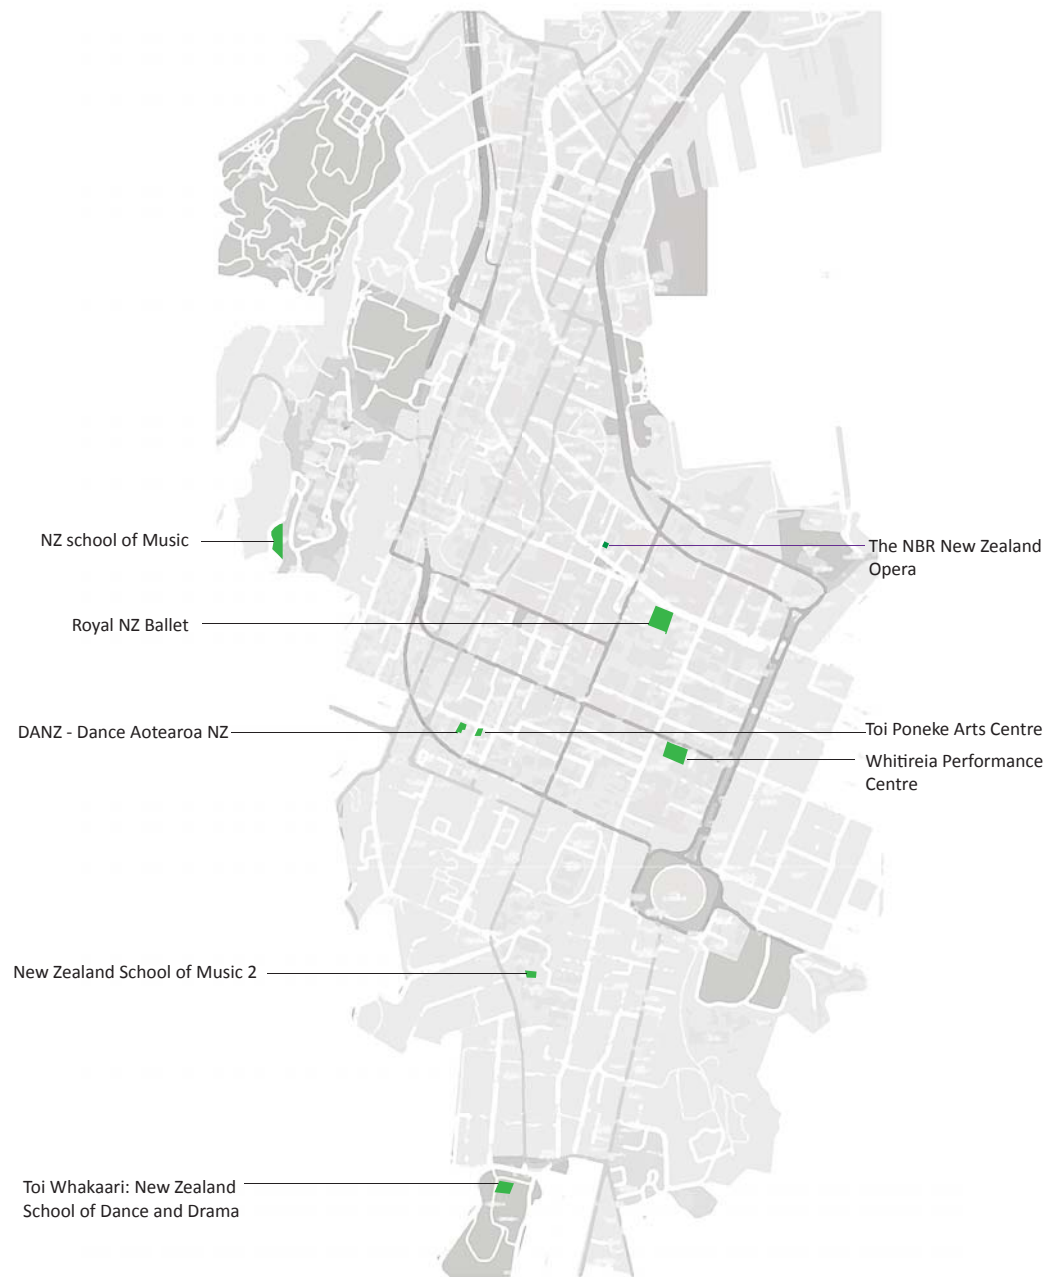 NZ school of Music
The NBR New Zealand
Opera
Royal NZ Ballet
DANZ - Dance Aotearoa NZ
Toi Poneke Arts Centre
Whitireia Performance
Centre
New Zealand School of Music 2
Toi Whakaari: New Zealand
School of Dance and Drama